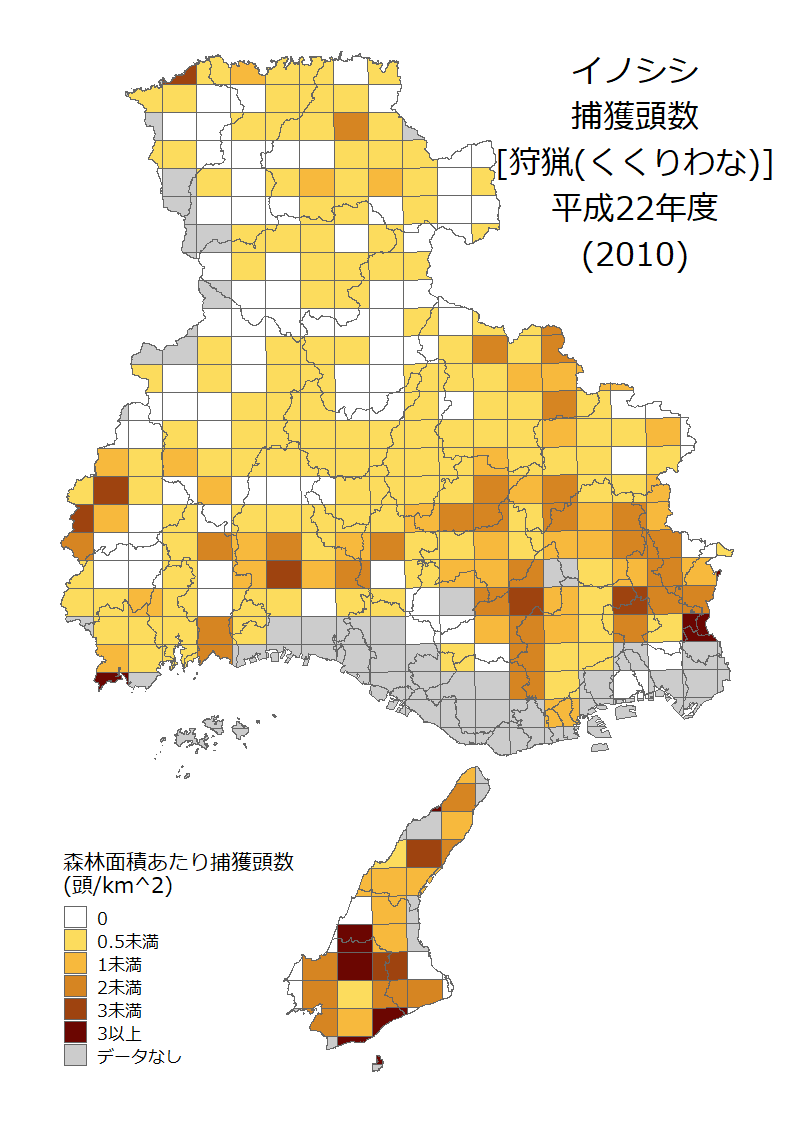 イノシシ
捕獲頭数
[狩猟(くくりわな)]
平成22年度
(2010)
森林面積あたり捕獲頭数
(頭/km^2)
0
0.5未満
1未満
2未満
3未満
3以上
データなし